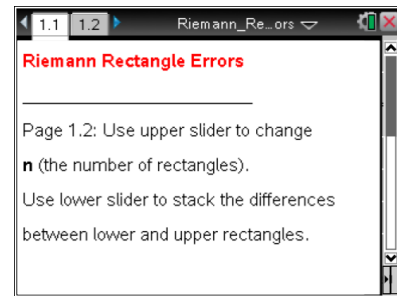 1.1 1.2 Riemann_Re...ors
Riemann Rectangle Errors
Page 1.2: Use upper slider to change
n (the number of rectangles).
Use lower slider to stack the differences
between lower and upper rectangles.